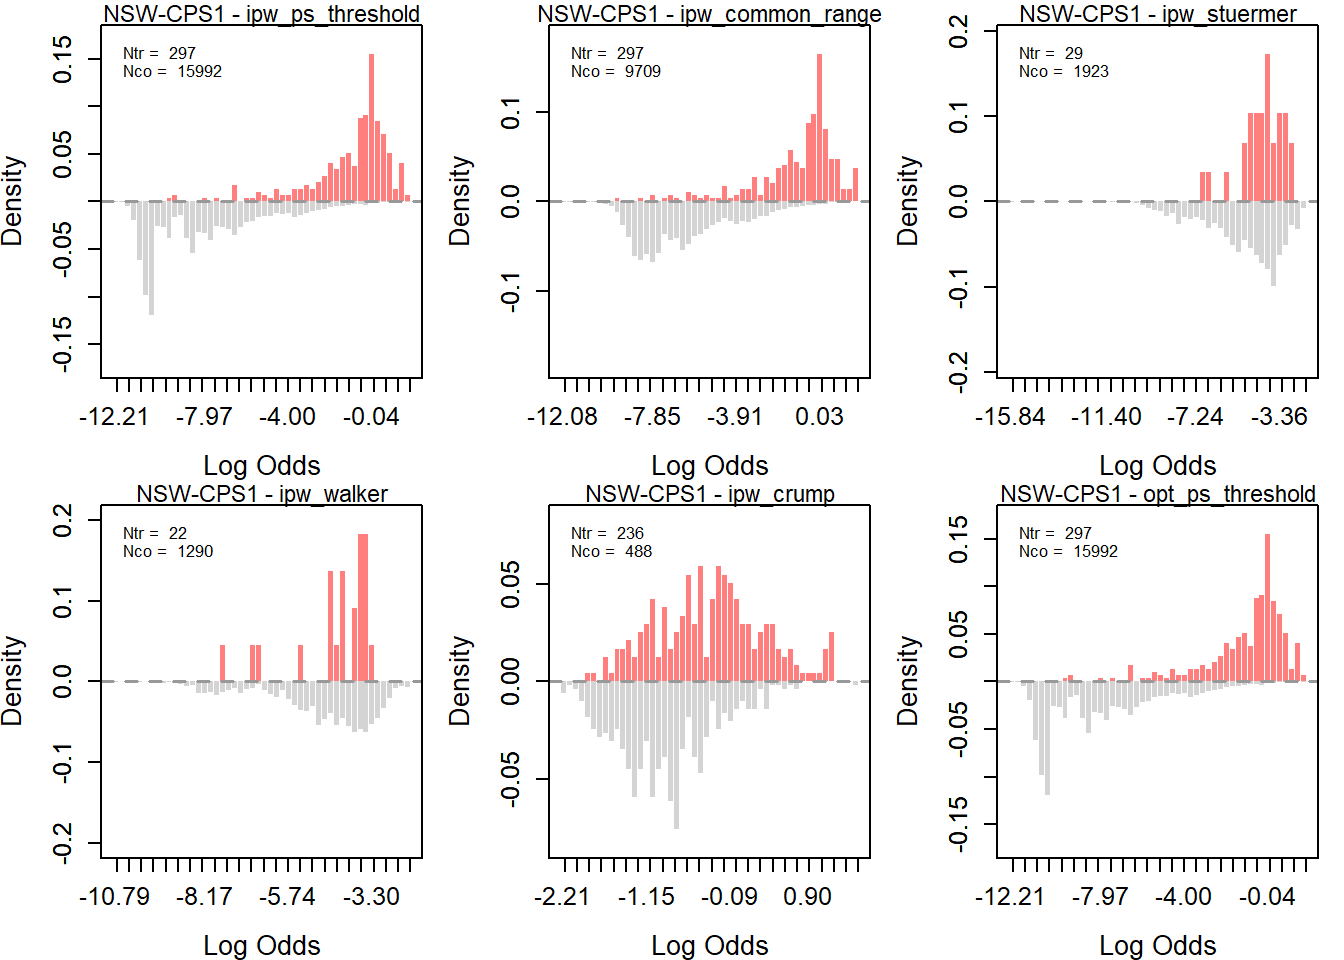 NSW-CPS1 - ipw_ps_threshold
Ntr = 297
Nco = 15992
Density
0.15
0.05
-0.05
-0.15
-12.21 -7.97 -4.00 -0.04
Log Odds
NSW-CPS1 - ipw_common_range
Ntr = 297
Nco = 9709
Density
0.1
0.0
-0.1
-12.08 -7.85 -3.91 0.03
Log Odds
NSW-CPS1 - ipw_stuermer
Ntr = 29
Nco = 1923
Density
0.2
0.1
0.0
-0.1
-0.2
-15.84 -11.40 -7.24 -3.36
Log Odds
NSW-CPS1 - ipw_walker
Ntr = 22
Nco = 1290
Density
0.2
0.1
0.0
-0.1
-0.2
-10.79 -8.17 -5.74 -3.30
Log Odds
NSW-CPS1 - ipw_crump
Ntr = 236
Nco = 488
Density
0.05
0.00
-0.05
-2.21 -1.15 -0.09 0.90
Log Odds
NSW-CPS1 - opt_ps_threshold
Ntr = 297
Nco = 15992
Density
0.15
0.05
-0.05
-0.15
-12.21 -7.97 -4.00 -0.04
Log Odds